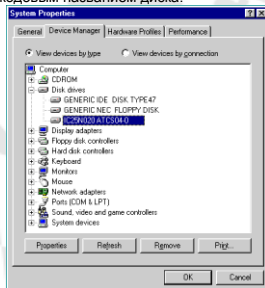 кодовым названием диска:
System Properties
General Device Manager Hardware Profiles Performance
View devices by type View devices by connection
Computer
CDROM
Disk drives
GENERIC IDE DISK TYPE47
GENERIC NEC FLOPPY DISK
IC25N020 ATCS04-0
Display adapters
Floppy disk controllers
Hard disk controllers
Keyboard
Monitors
Mouse
Network adapters
Ports (COM & LPT)
Sound, video and game controllers
System devices
Properties Refresh Remove Print...
OK Cancel